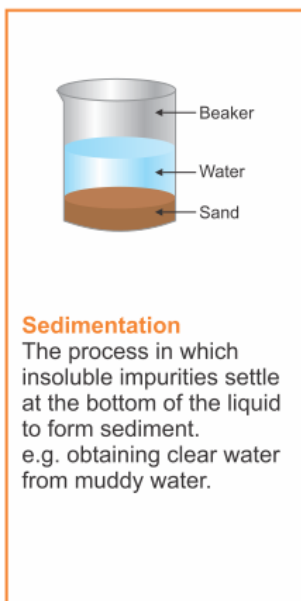 Beaker
Water
Sand
Sedimentation
The process in which
insoluble impurities settle
at the bottom of the liquid
to form sediment.
e.g. obtaining clear water
from muddy water.